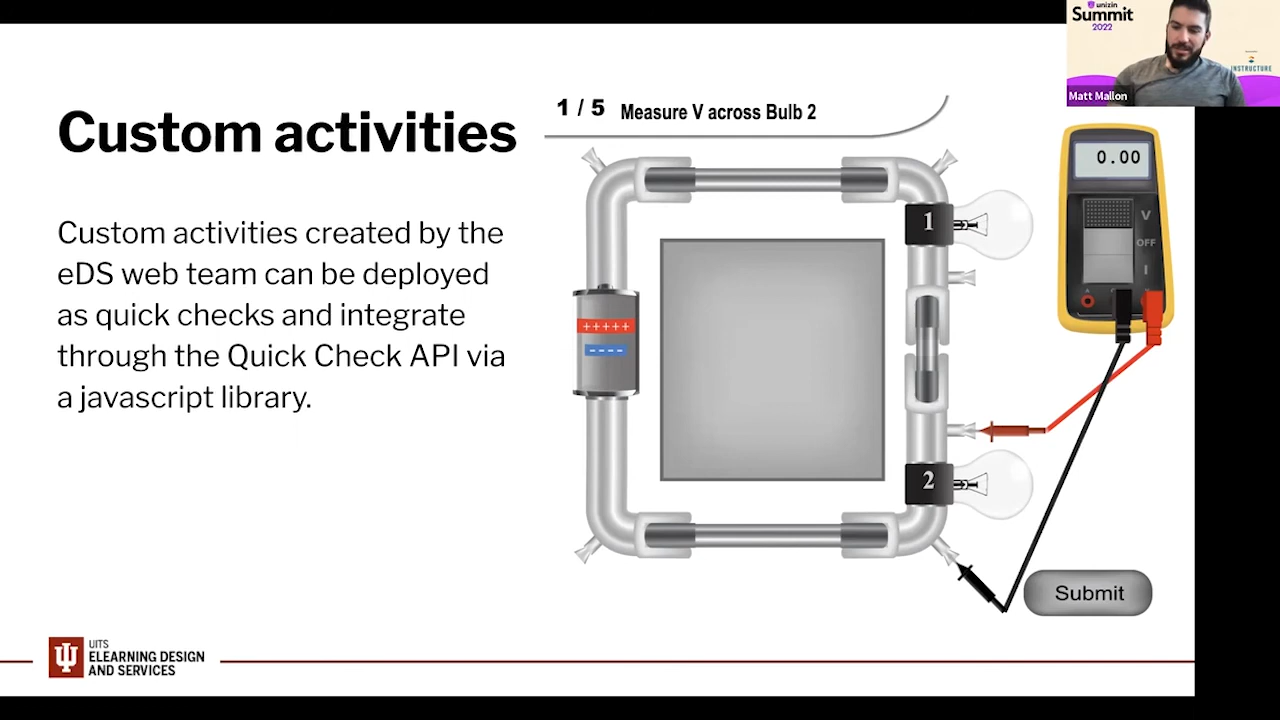 unizin
Summit
2022
INSTRUCTURE
Matt Mallon
Custom activities
Custom activities created by the
eDS web team can be deployed
as quick checks and integrate
through the Quick Check API via
a javascript library.
1 / 5 Measure V across Bulb 2
0.00
V
OFF
I
A
1
+++++
----
2
Submit
UITS
ELEARNING DESIGN
AND SERVICES